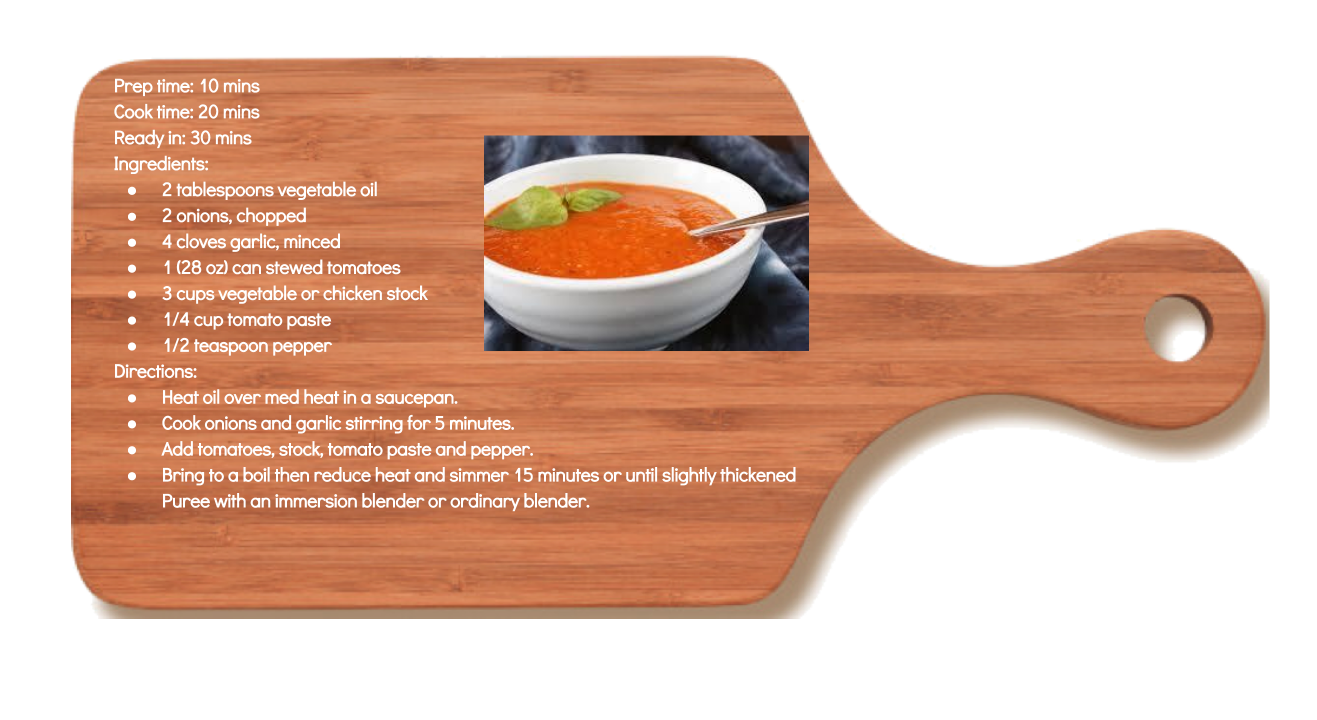 Prep time: 10 mins
Cook time: 20 mins
Ready in: 30 mins
Ingredients:
● 2 tablespoons vegetable oil
● 2 onions, chopped
● 4 cloves garlic, minced
● 1 (28 oz) can stewed tomatoes
● 3 cups vegetable or chicken stock
● 1/4 cup tomato paste
● 1/2 teaspoon pepper
Directions:
● Heat oil over med heat in a saucepan.
● Cook onions and garlic stirring for 5 minutes.
● Add tomatoes, stock, tomato paste and pepper.
● Bring to a boil then reduce heat and simmer 15 minutes or until slightly thickened
Puree with an immersion blender or ordinary blender.